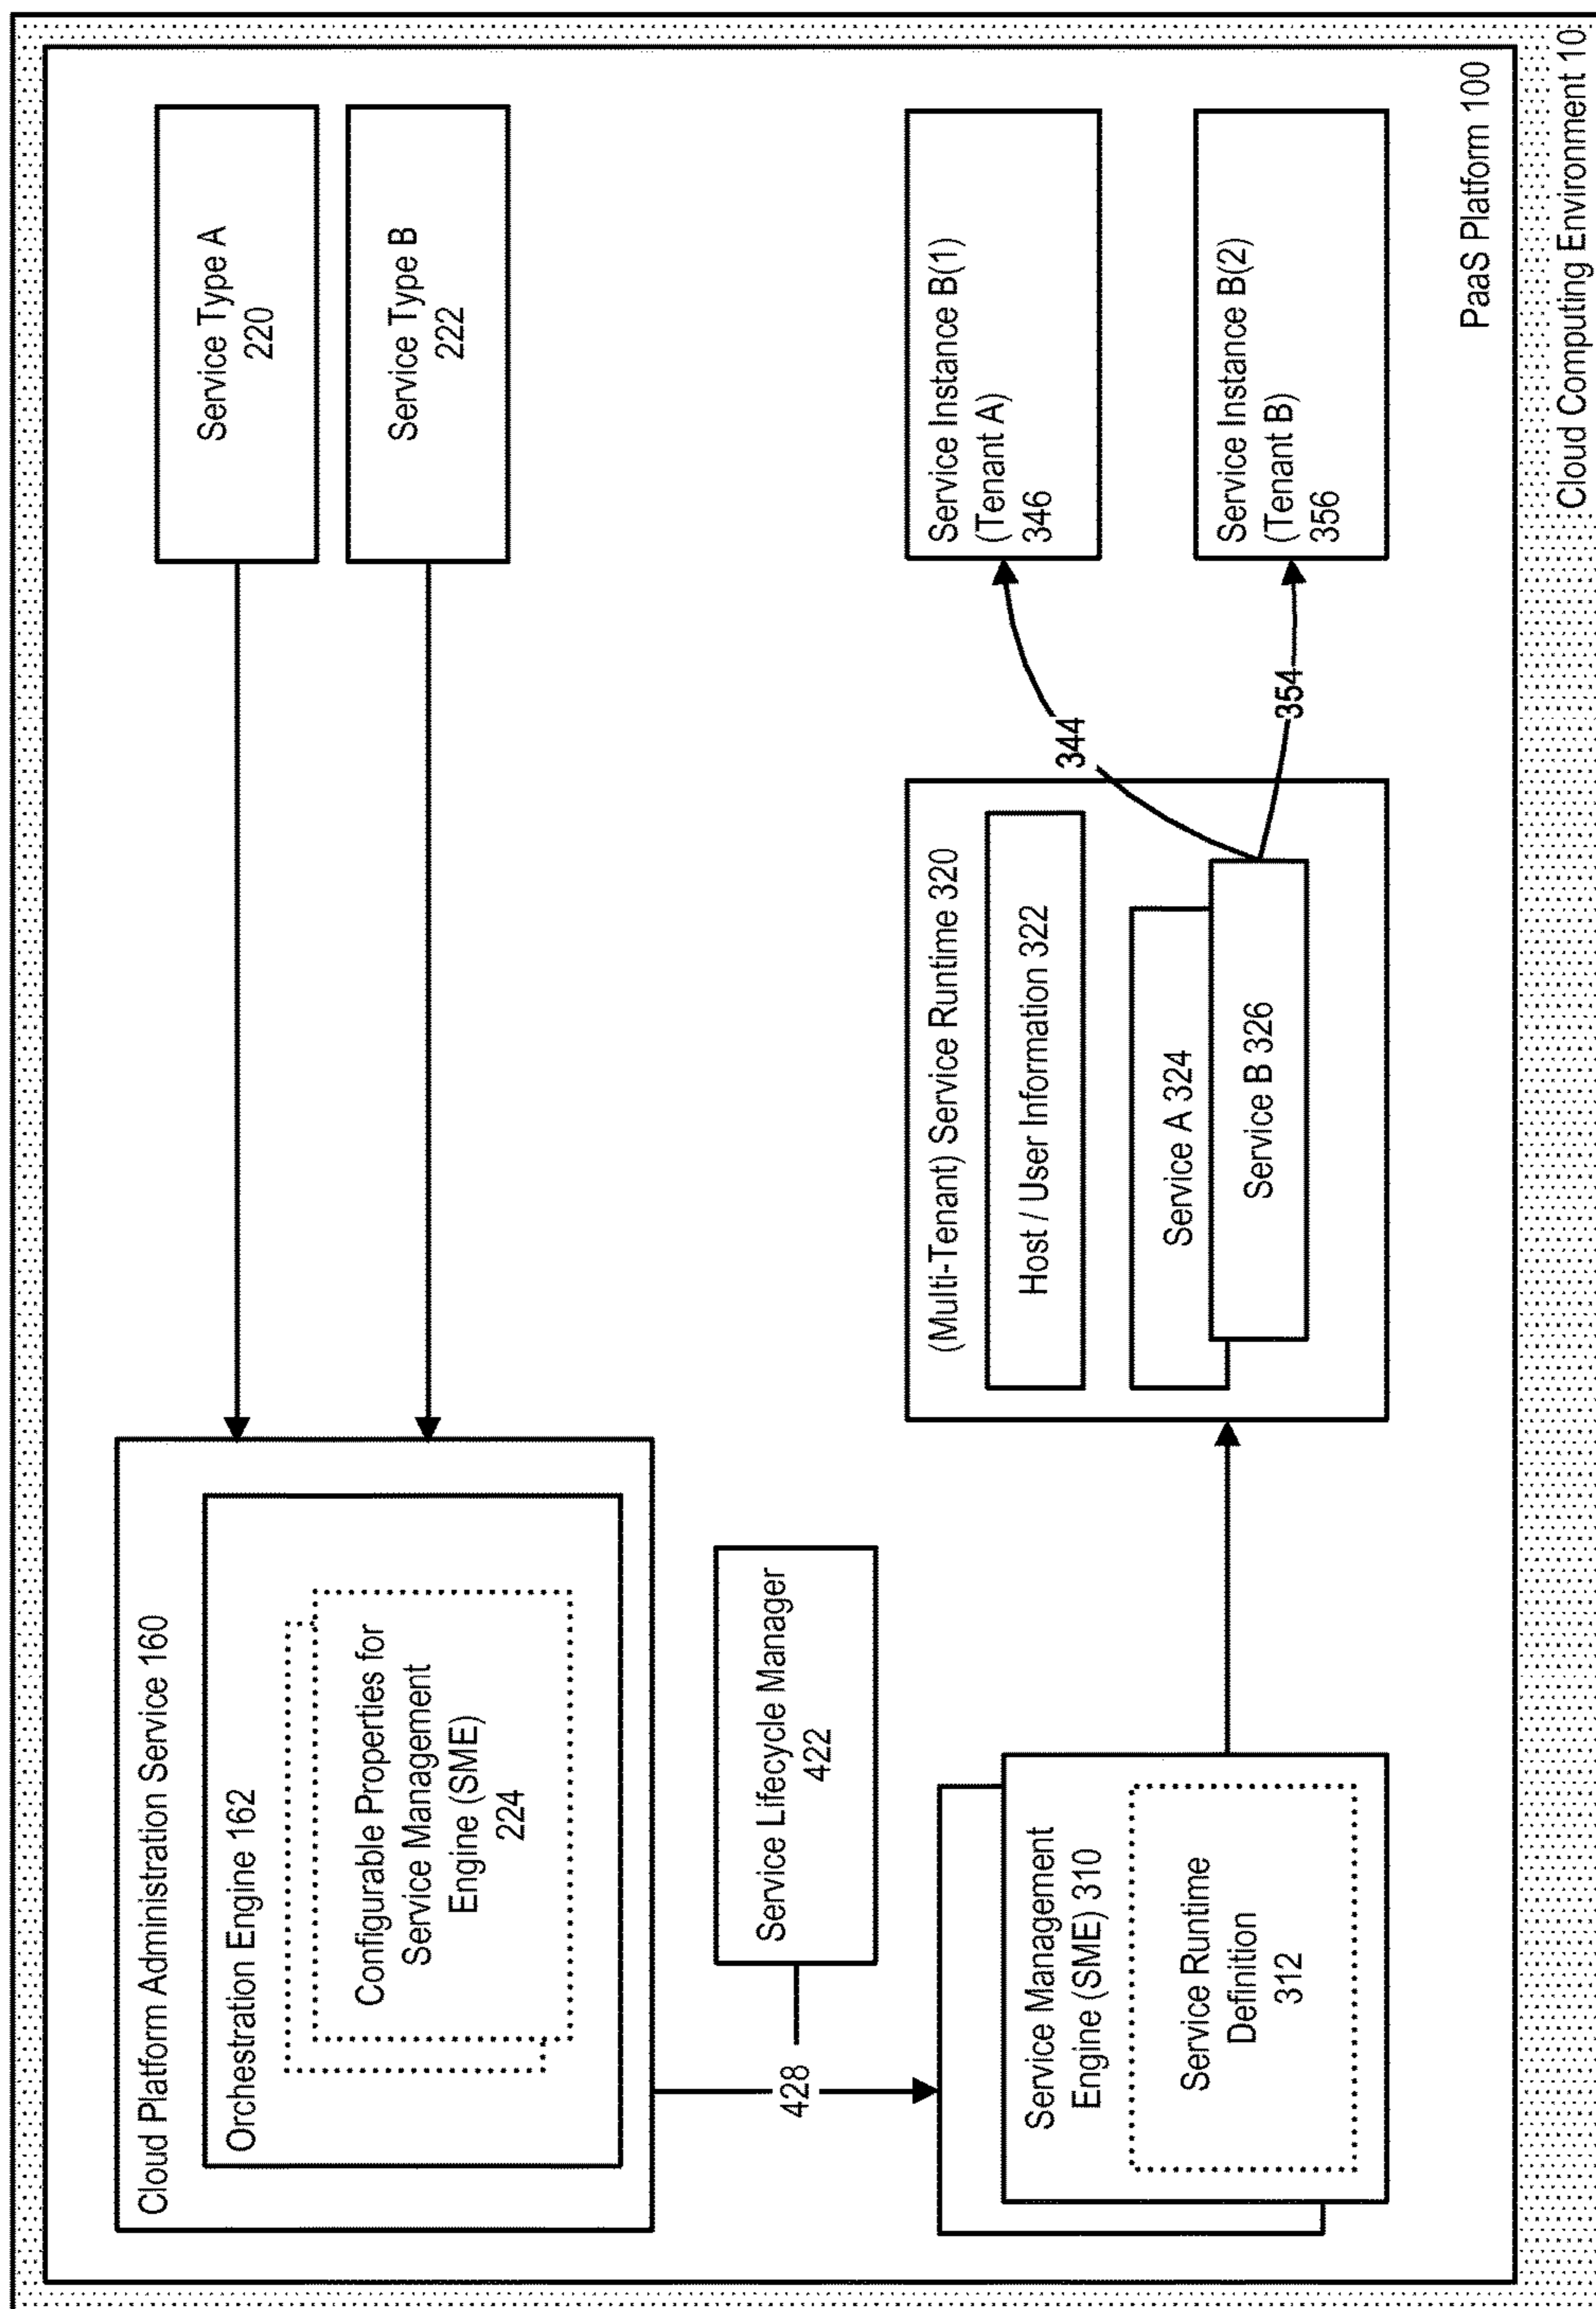 Cloud Platform Administration Service 160
Orchestration Engine 162
Configurable Properties for
Service Management
Engine (SME)
224
Service Type A
220
Service Type B
222
428
Service Lifecycle Manager
422
Service Management
Engine (SME) 310
Service Runtime
Definition
312
(Multi-Tenant) Service Runtime 320
Host / User Information 322
Service A 324
Service B 326
344
354
Service Instance B(1)
(Tenant A)
346
Service Instance B(2)
(Tenant B)
356
PaaS Platform 100
Cloud Computing Environment 10